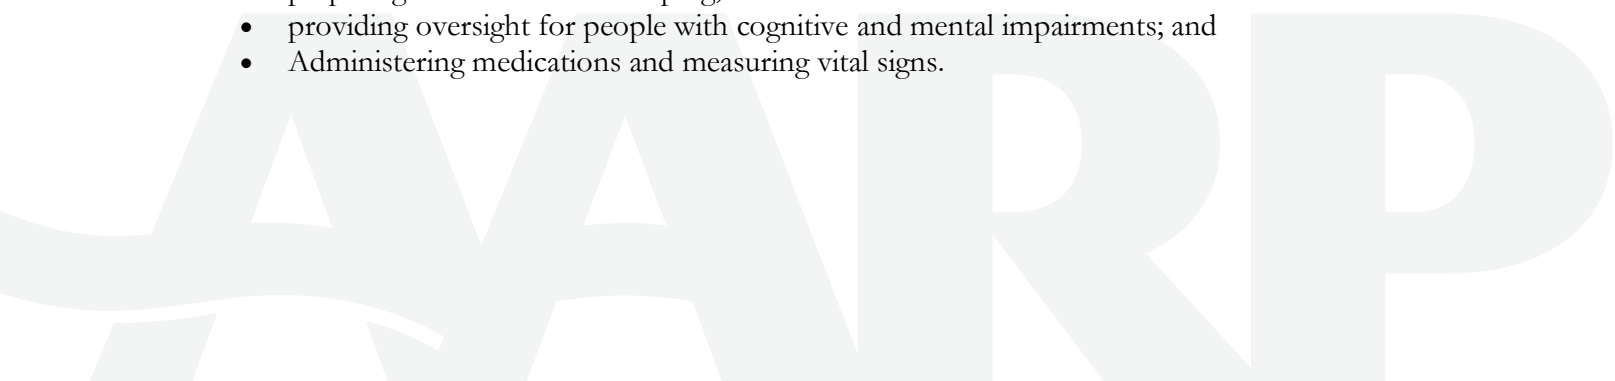 • providing oversight for people with cognitive and mental impairments; and
• Administering medications and measuring vital signs.
AARP